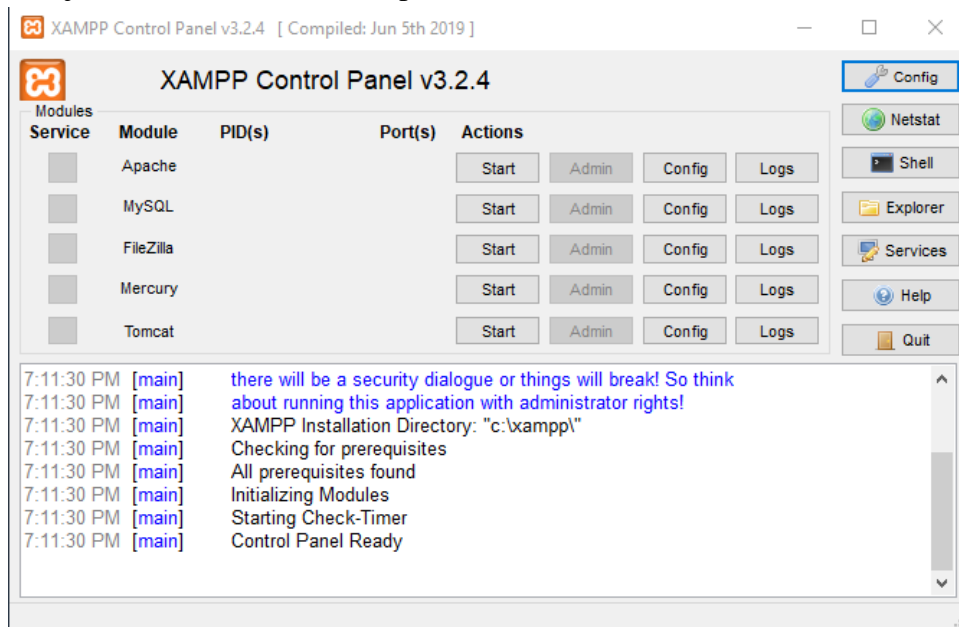 XAMPP Control Panel v3.2.4 [ Compiled: Jun 5th 2019 ]
XAMPP Control Panel v3.2.4
Config
Modules
Service Module PID(s) Port(s) Actions
Netstat
Apache Start Admin Config Logs
Shell
MySQL Start Admin Config Logs
Explorer
FileZilla Start Admin Config Logs
Services
Mercury Start Admin Config Logs
Help
Tomcat Start Admin Config Logs
Quit
7:11:30 PM [main] there will be a security dialogue or things will break! So think
7:11:30 PM [main] about running this application with administrator rights!
7:11:30 PM [main] XAMPP Installation Directory: "c:\xampp\"
7:11:30 PM [main] Checking for prerequisites
7:11:30 PM [main] All prerequisites found
7:11:30 PM [main] Initializing Modules
7:11:30 PM [main] Starting Check-Timer
7:11:30 PM [main] Control Panel Ready